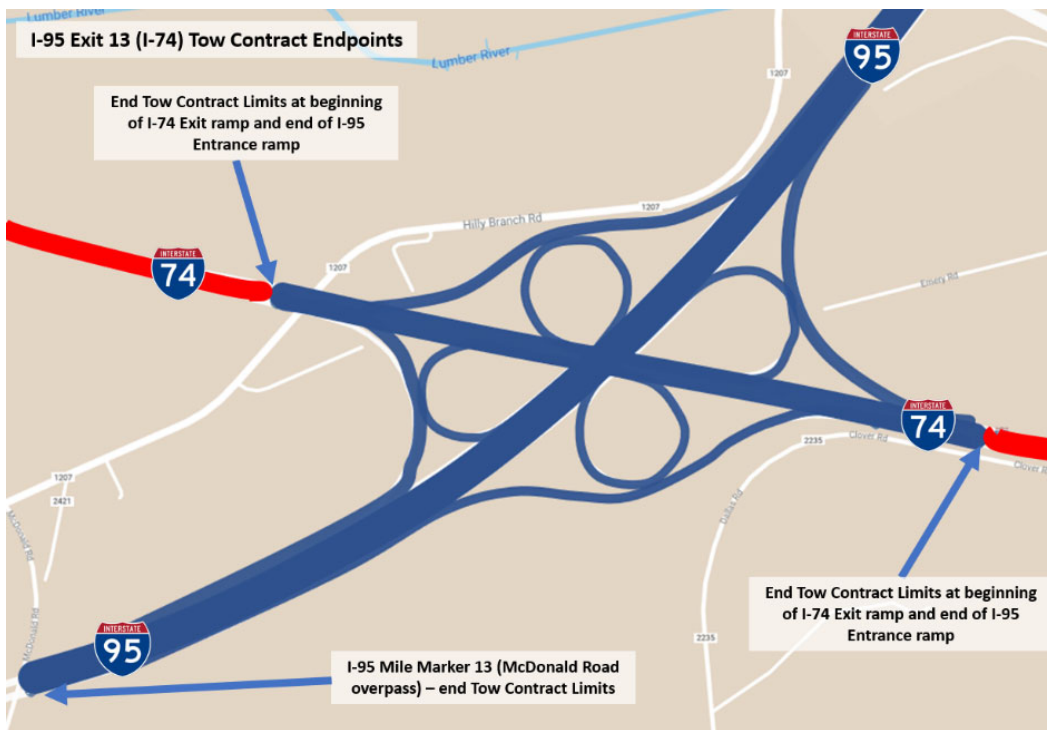 Lumber River
I-95 Exit 13 (I-74) Tow Contract Endpoints
Lumber River
INTERSTATE
95
1207
End Tow Contract Limits at beginning
of I-74 Exit ramp and end of I-95
Entrance ramp
1207
Hilly Branch Rd
INTERSTATE
74
1207
Emery Rd
INTERSTATE
74
2235
Clover Rd
Clover R
1207
2421
McDonald Rd
Dallas Rd
End Tow Contract Limits at beginning
of I-74 Exit ramp and end of I-95
Entrance ramp
McDonald Rd
INTERSTATE
95
2235
I-95 Mile Marker 13 (McDonald Road
overpass) – end Tow Contract Limits